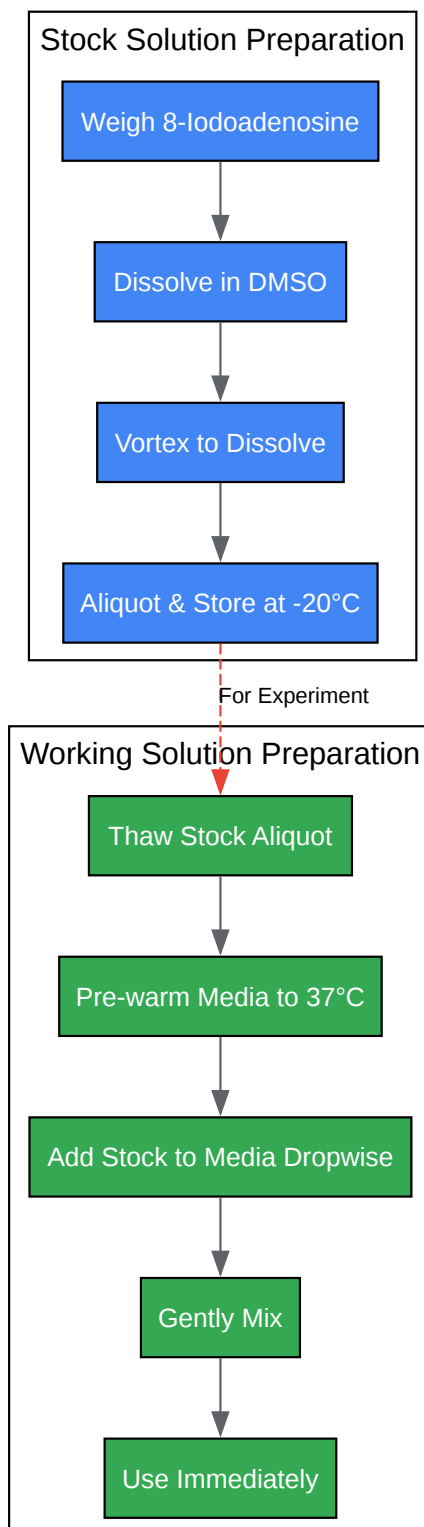 Stock Solution Preparation
Weigh 8-Iodoadenosine
Dissolve in DMSO
Vortex to Dissolve
Aliquot & Store at -20°C
For Experiment
Working Solution Preparation
Thaw Stock Aliquot
Pre-warm Media to 37°C
Add Stock to Media Dropwise
Gently Mix
Use Immediately